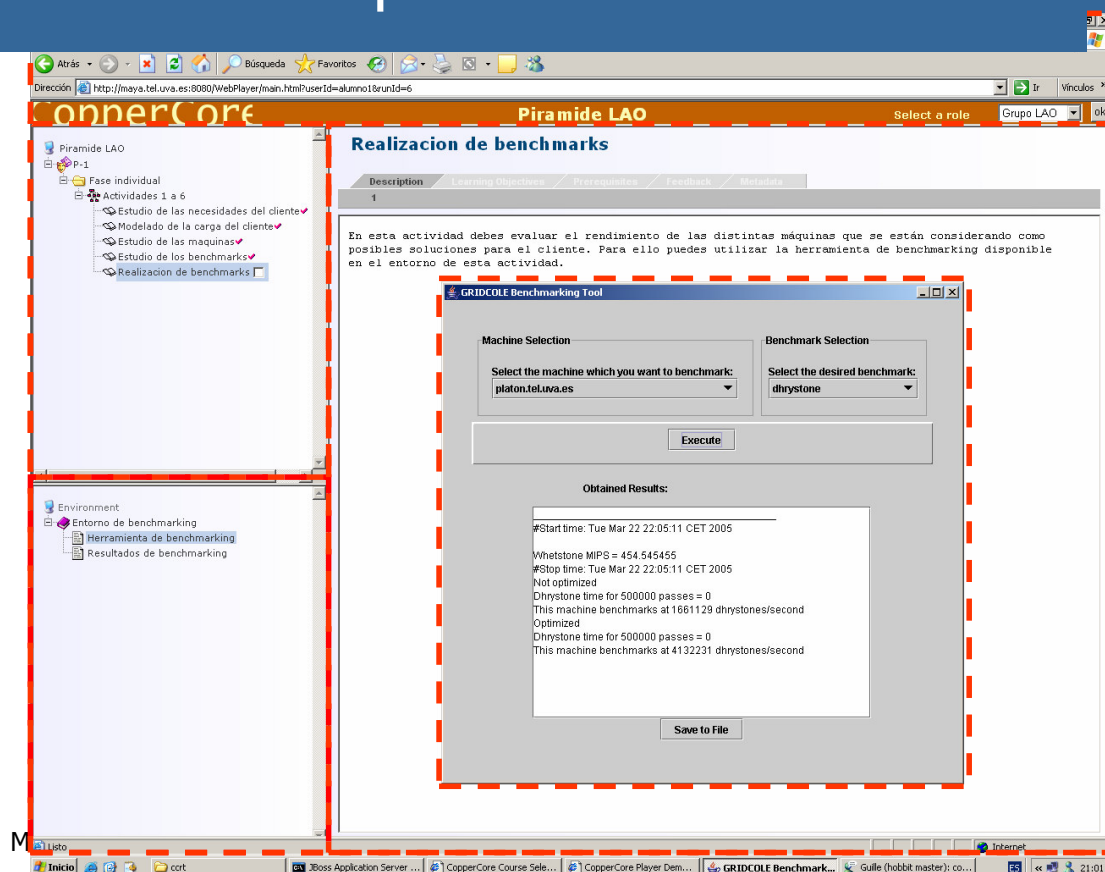 Atrás
Búsqueda
Favoritos
Dirección
http://maya.tel.uva.es:8080/WebPlayer/main.html?userId=alumno1&runId=6
Ir
Vínculos
CopperCore
Piramide LAO
Select a role
Grupo LAO
ok
Piramide LAO
P-1
Fase individual
Actividades 1 a 6
Estudio de las necesidades del cliente
Modelado de la carga del cliente
Estudio de las maquinas
Estudio de los benchmarks
Realizacion de benchmarks
Environment
Entorno de benchmarking
Herramienta de benchmarking
Resultados de benchmarking
Realizacion de benchmarks
Description Learning Objectives Prerequisites Feedback Metadata
1
En esta actividad debes evaluar el rendimiento de las distintas máquinas que se están considerando como
posibles soluciones para el cliente. Para ello puedes utilizar la herramienta de benchmarking disponible
en el entorno de esta actividad.
GRIDCOLE Benchmarking Tool
Machine Selection
Select the machine which you want to benchmark:
platon.tel.uva.es
Benchmark Selection
Select the desired benchmark:
dhrystone
Execute
Obtained Results:
#Start time: Tue Mar 22 22:05:11 CET 2005
Whetstone MIPS = 454.545455
#Stop time: Tue Mar 22 22:05:11 CET 2005
Not optimized
Dhrystone time for 500000 passes = 0
This machine benchmarks at 1661129 dhrystones/second
Optimized
Dhrystone time for 500000 passes = 0
This machine benchmarks at 4132231 dhrystones/second
Save to File
M
Listo
Internet
Inicio
ccrt
JBoss Application Server ...
CopperCore Course Sele...
CopperCore Player Dem...
GRIDCOLE Benchmark...
Guille (hobbit master): co...
ES
21:01